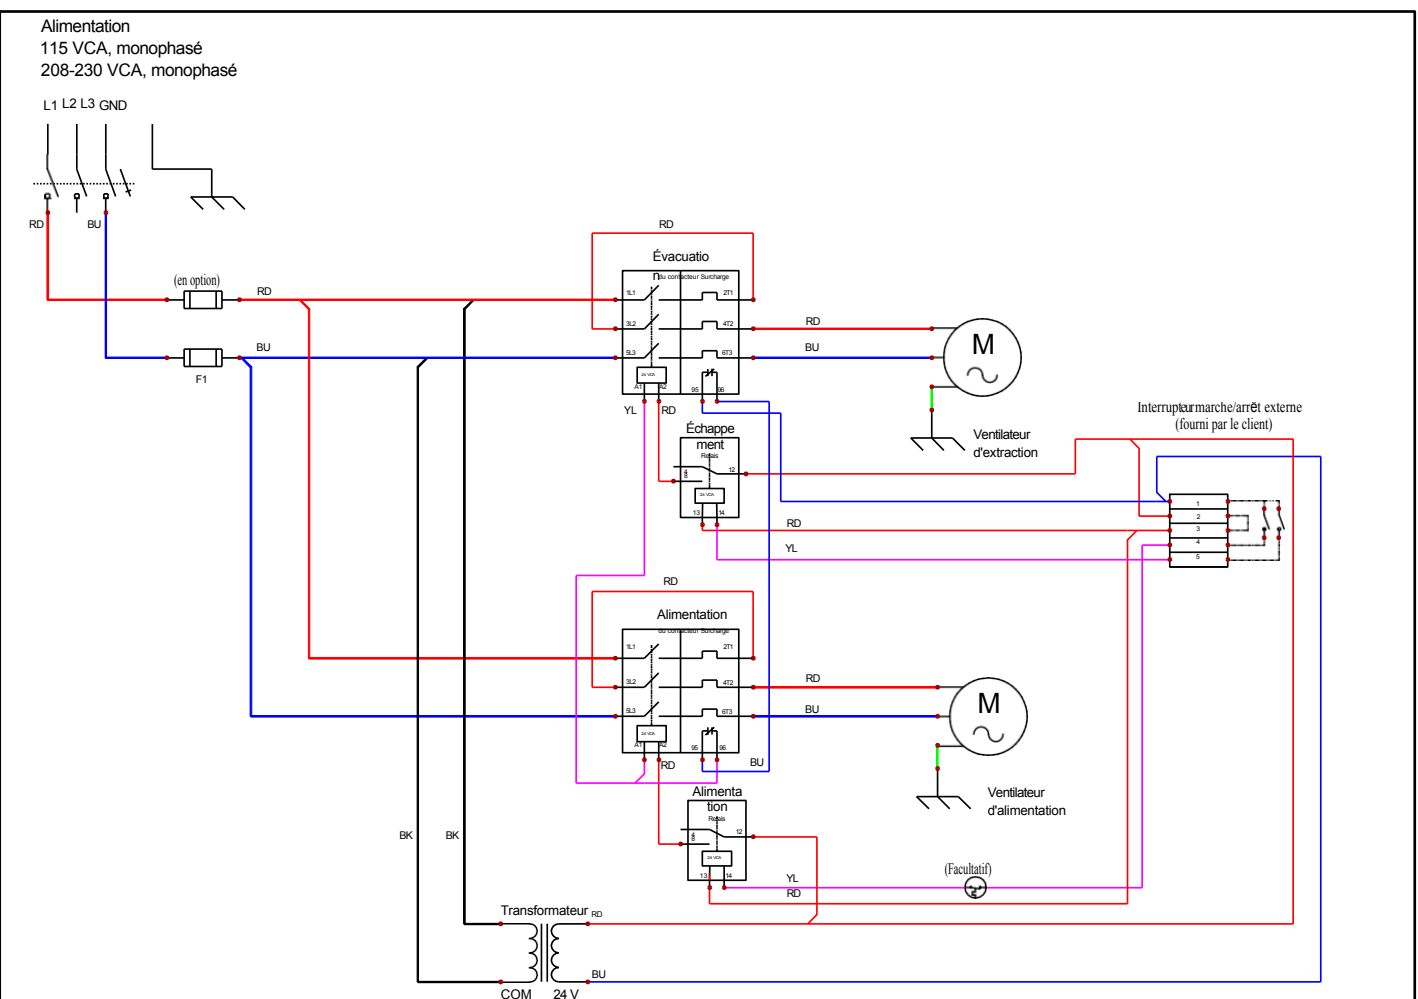 Alimentation
115 VCA, monophasé
208-230 VCA, monophasé
L1 L2 L3 GND
RD
BU
(en option)
RD
BU
F1
RD
Évacuatio
n
du contacteur Surcharge
1L1
2T1
3L2
4T2
5L3
6T3
24 VCA
A1
A2
95
96
RD
BU
M
YL
RD
Ventilateur
d'extraction
Échappe
ment
Relais
12
24 VCA
13
14
Interrupteur marche/arrêt externe
(fourni par le client)
1
2
3
4
5
RD
YL
RD
Alimentation
du contacteur Surcharge
1L1
2T1
3L2
4T2
5L3
6T3
24 VCA
A1
A2
95
96
RD
BU
M
RD
BU
Ventilateur
d'alimentation
Alimenta
tion
Relais
12
24 VCA
13
14
BK
BK
YL
RD
(Facultatif)
Transformateur
RD
BU
COM
24 V